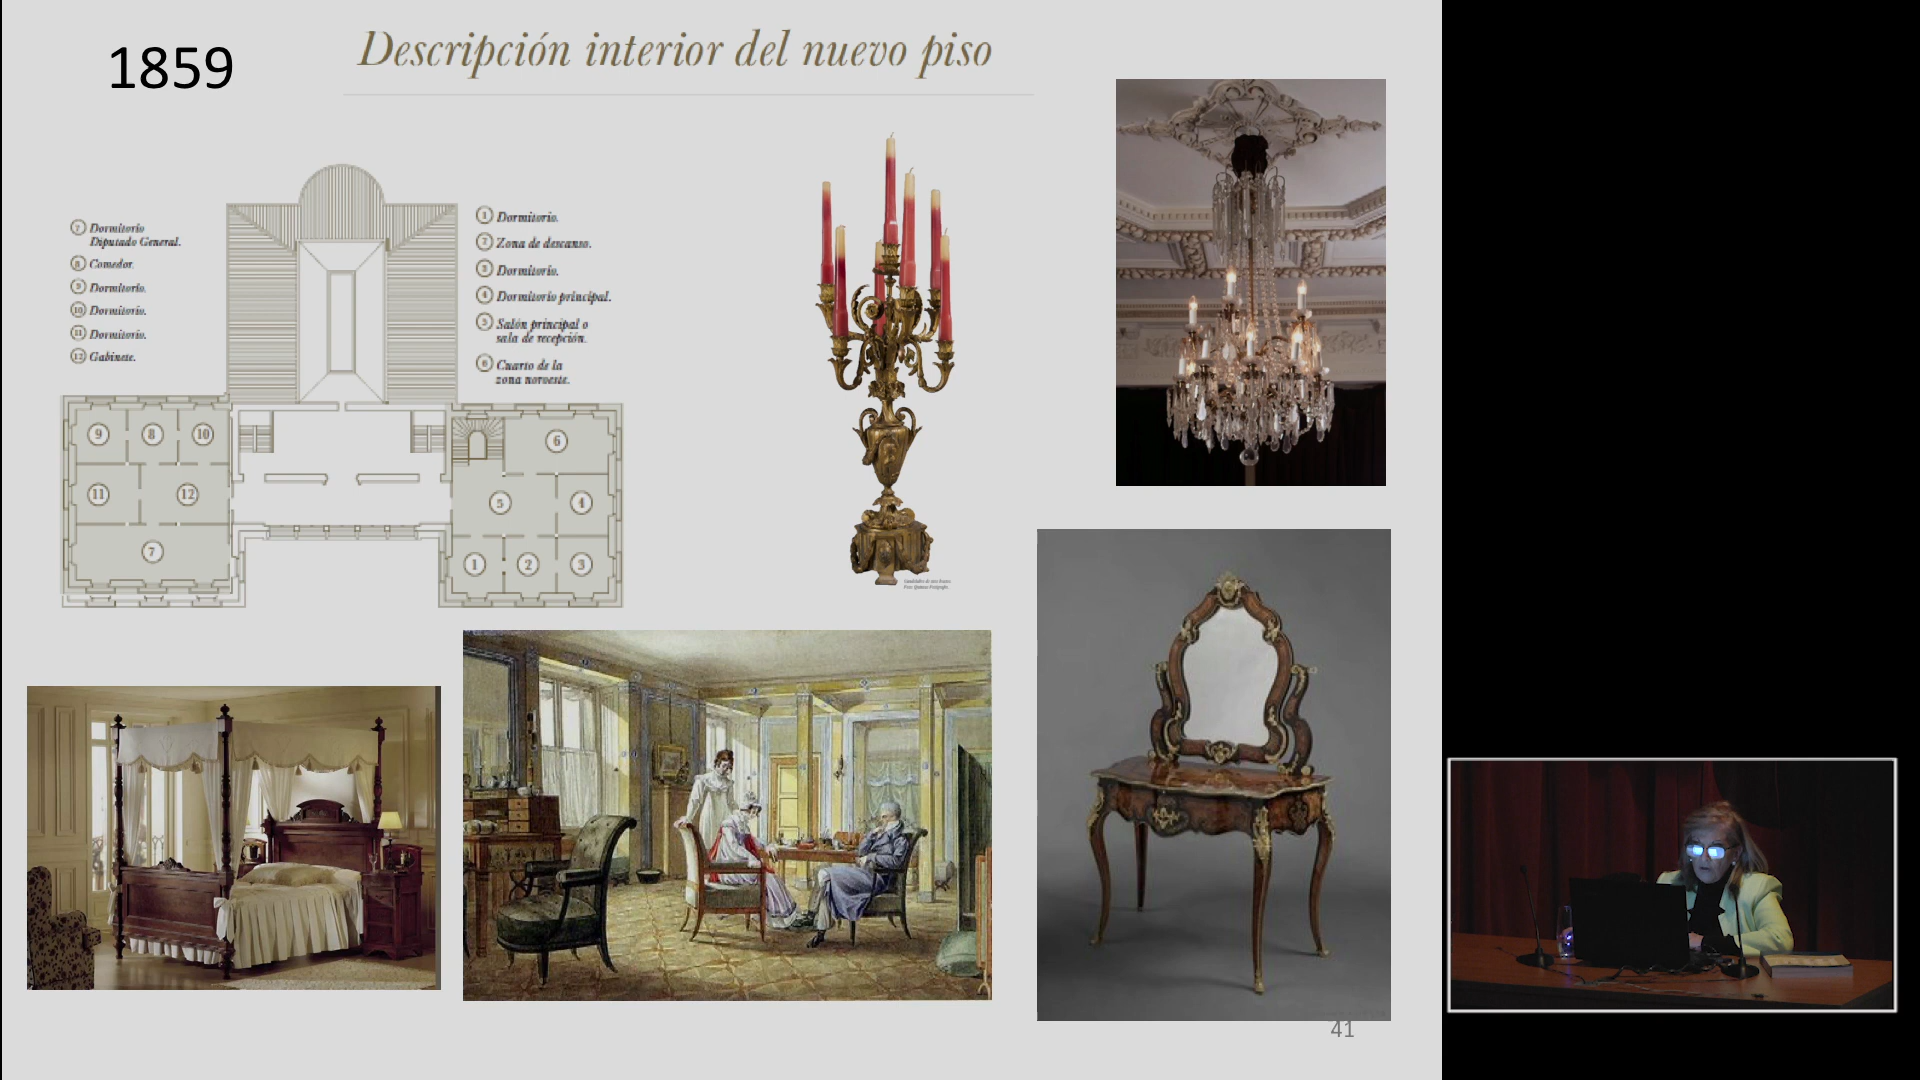 1859
Descripción interior del nuevo piso
7 Dormitorio
Diputado General.
8 Comedor.
9 Dormitorio.
10 Dormitorio.
11 Dormitorio.
12 Gabinete.
1 Dormitorio.
2 Zona de descanso.
3 Dormitorio.
4 Dormitorio principal.
5 Salón principal o
sala de recepción.
6 Cuarto de la
zona noroeste.
9 8 10 6
11 12 5 4
7 1 2 3
41